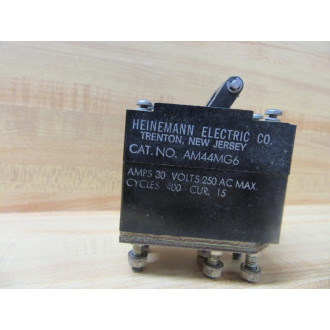 HEINEMANN ELECTRIC CO.
TRENTON, NEW JERSEY
CAT. NO. AM44MG6
AMPS 30 VOLTS 250 AC MAX.
CYCLES 400 CUR. 15